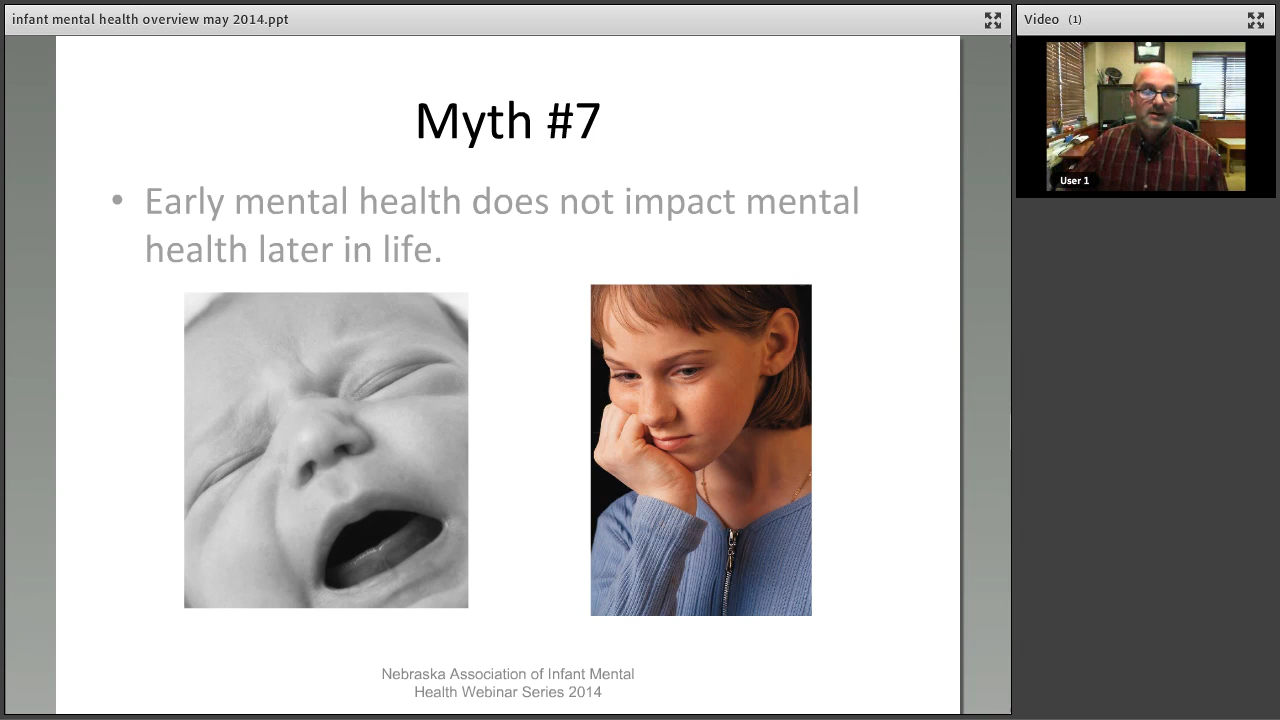 infant mental health overview may 2014.ppt
Video (1)
User 1
Myth #7
• Early mental health does not impact mental
health later in life.
Nebraska Association of Infant Mental
Health Webinar Series 2014